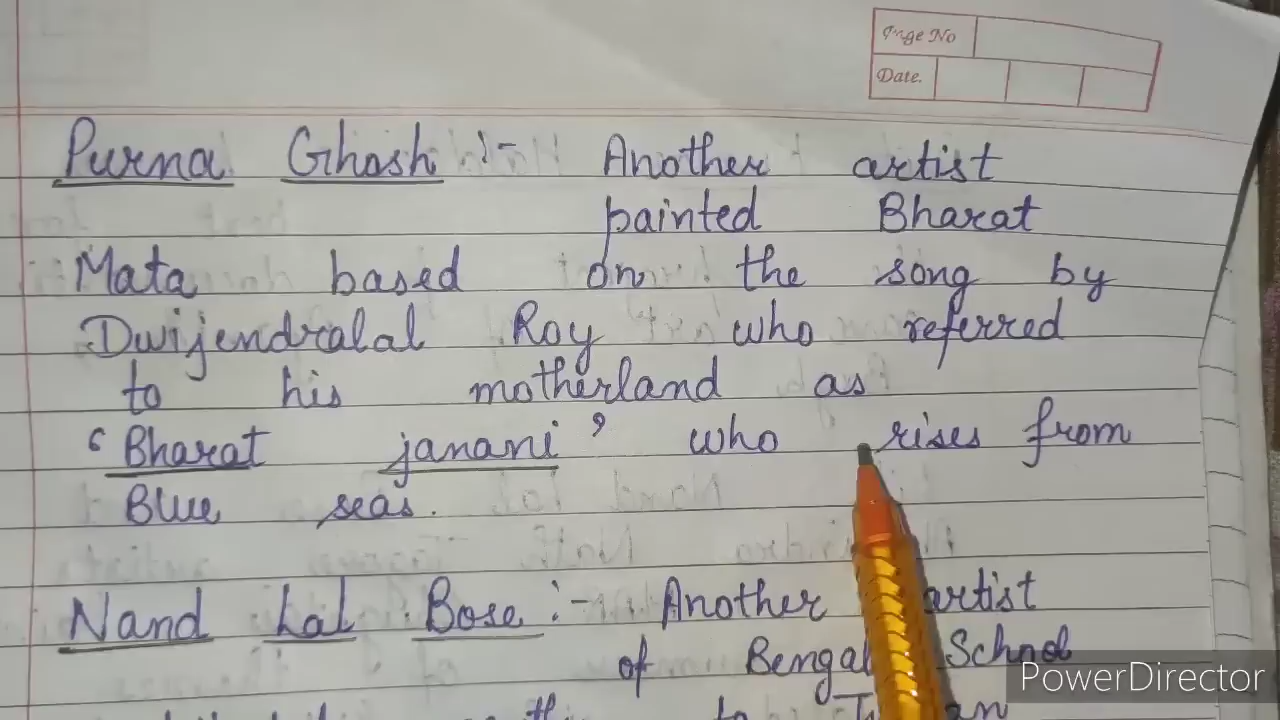 Page No
Date.
Purna Ghosh :- Another artist
painted Bharat
Mata based on the song by
Dwijendralal Roy who referred
to his motherland as
‘Bharat janani’ who rises from
Blue seas.
Nand Lal Bose :- Another artist
of Bengal School
to
PowerDirector